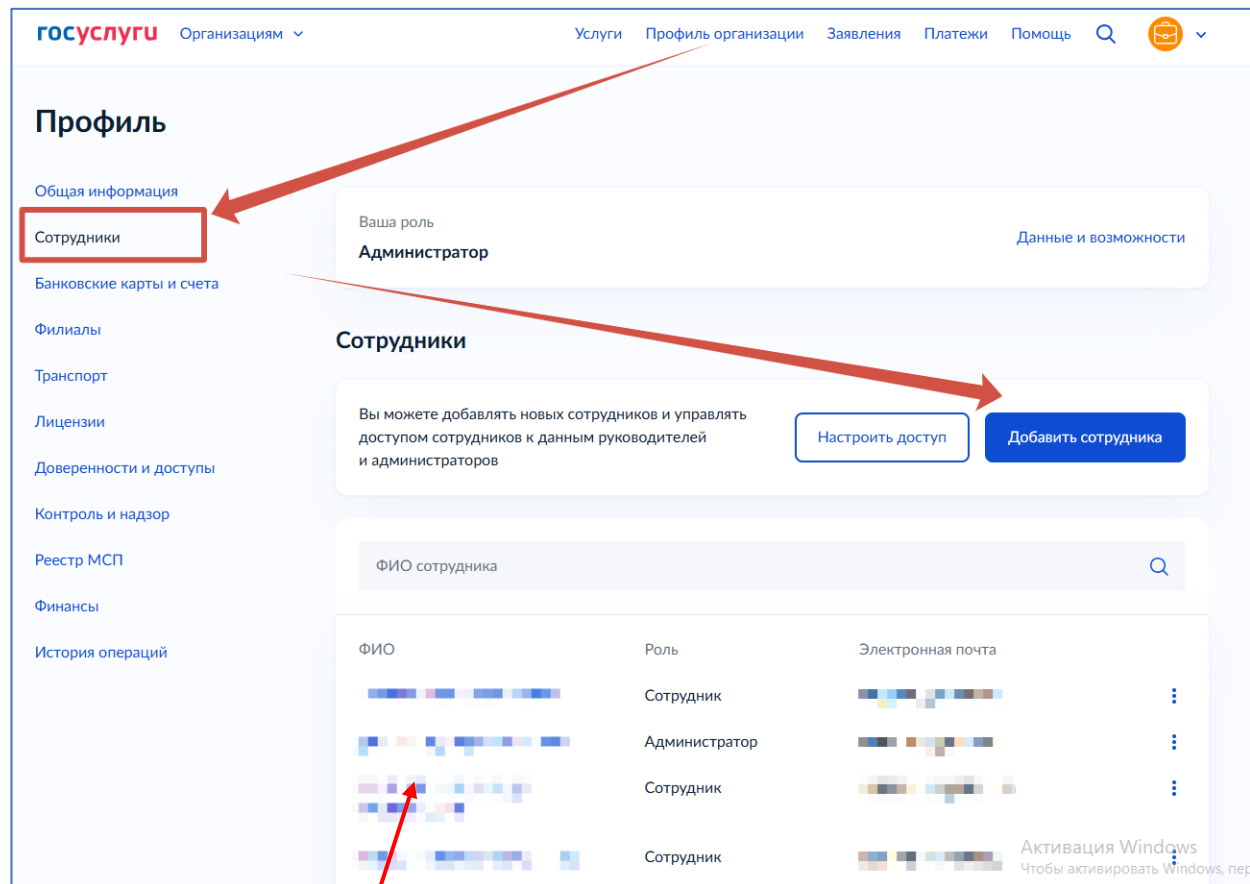 госуслуги Организациям Услуги Профиль организации Заявления Платежи Помощь
Профиль
Общая информация
Сотрудники
Банковские карты и счета
Филиалы
Транспорт
Лицензии
Доверенности и доступы
Контроль и надзор
Реестр МСП
Финансы
История операций
Ваша роль
Администратор
Данные и возможности
Сотрудники
Вы можете добавлять новых сотрудников и управлять
доступом сотрудников к данным руководителей
и администраторов
Настроить доступ
Добавить сотрудника
ФИО сотрудника
ФИО Роль Электронная почта
Сотрудник
Администратор
Сотрудник
Сотрудник
Активация Windows
Чтобы активировать Windows, пер